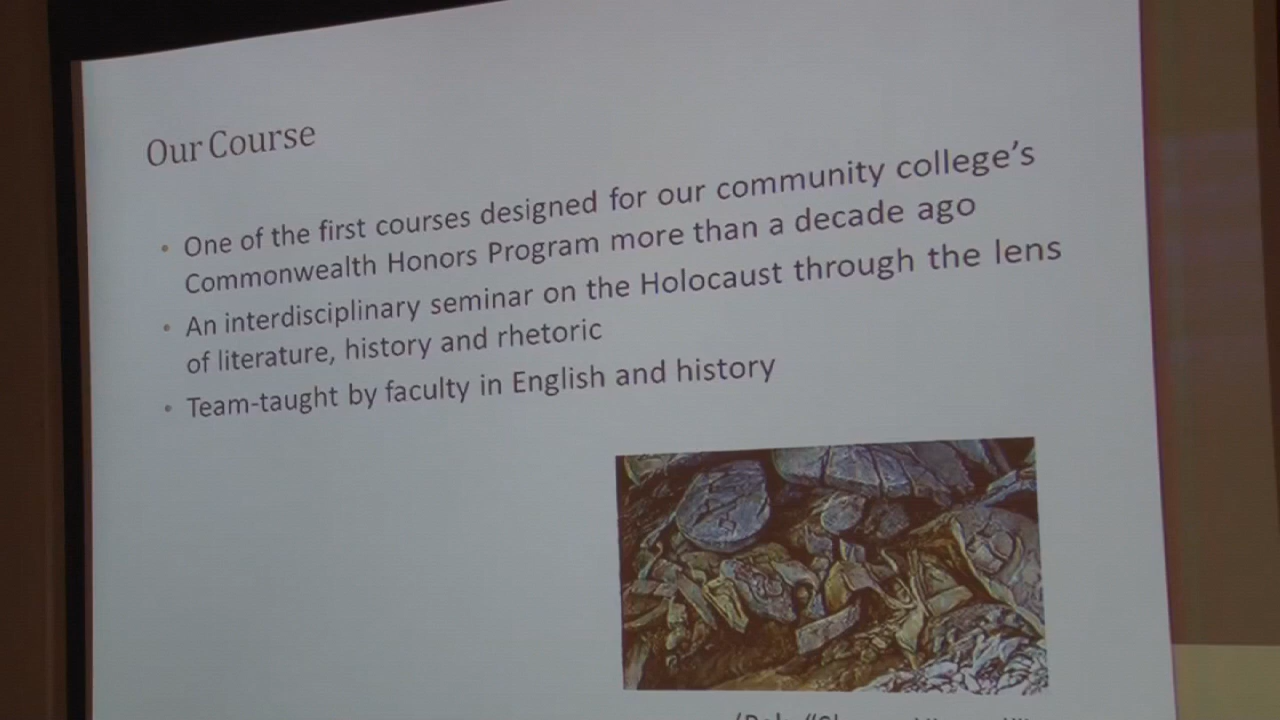 Our Course
• One of the first courses designed for our community college's
Commonwealth Honors Program more than a decade ago
• An interdisciplinary seminar on the Holocaust through the lens
of literature, history and rhetoric
• Team-taught by faculty in English and history